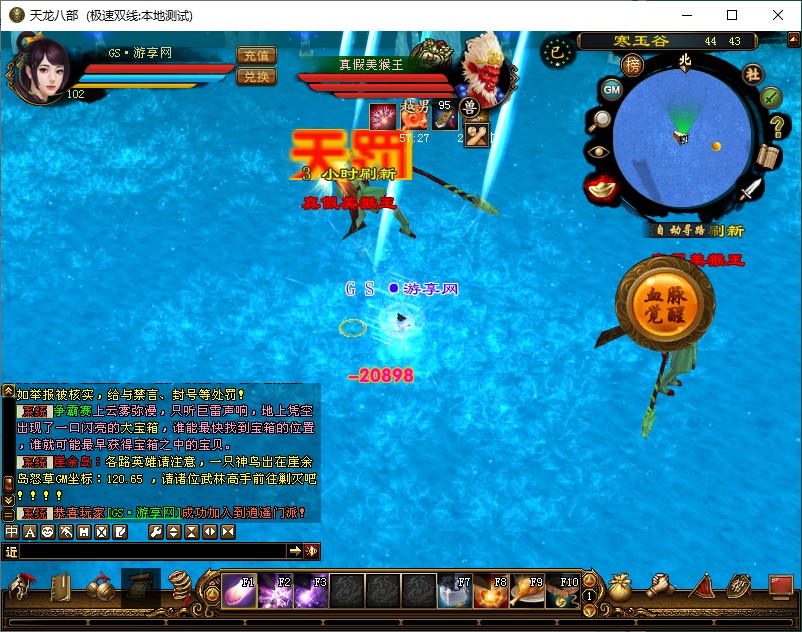 天龙八部 (极速双线:本地测试)
GS·游享网
充值
兑换
102
真假美猴王
越男
95
兽
57:27
天罚
3 小时刷新
真假美猴王
寒玉谷 44 43
北
榜
社
GM
自动寻路
刷新
血脉
觉醒
GS ●游享网
-20898
如举报被核实，给与禁言、封号等处罚！
系统 争霸赛上云雾弥漫，只听巨雷声响，地上凭空
出现了一口闪亮的大宝箱，谁能最快找到宝箱的位置
，谁就可能最早获得宝箱之中的宝贝。
系统 崖余岛：各路英雄请注意，一只神鸟出在崖余
岛怒草GM坐标：120.65 ，请诸位武林高手前往剿灭吧
！！！！
系统 恭喜玩家[GS·游享网]成功加入到逍遥门派！
中 A
近
F1 F2 F3 F7 F8 F9 F10
1